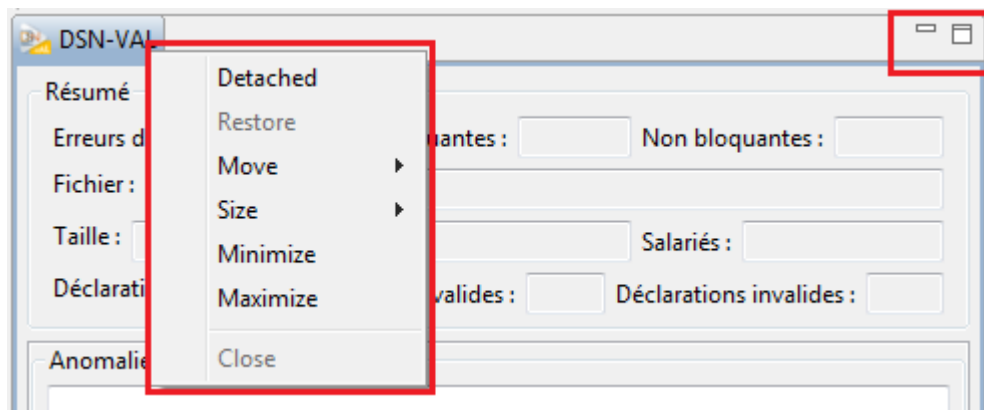 DSN-VAL
Résumé
Erreurs d
uantes :
Non bloquantes :
Fichier :
Taille :
Salariés :
Déclarati
valides :
Déclarations invalides :
Anomalie
Detached
Restore
Move
Size
Minimize
Maximize
Close